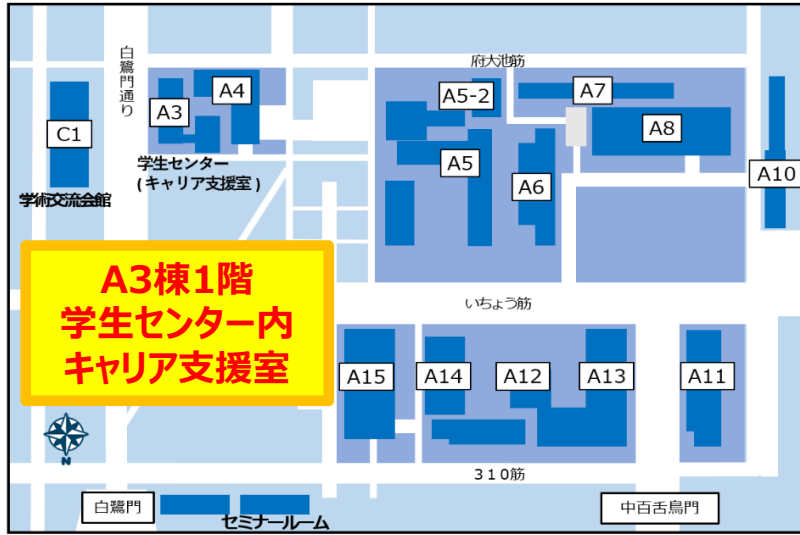 白鷺門通り
府大池筋
A3
A4
A5-2
A7
C1
A8
A5
A6
A10
学生センター
(キャリア支援室)
学術交流会館
A3棟1階
学生センター内
キャリア支援室
いちょう筋
A15
A14
A12
A13
A11
N
310筋
白鷺門
セミナールーム
中百舌鳥門